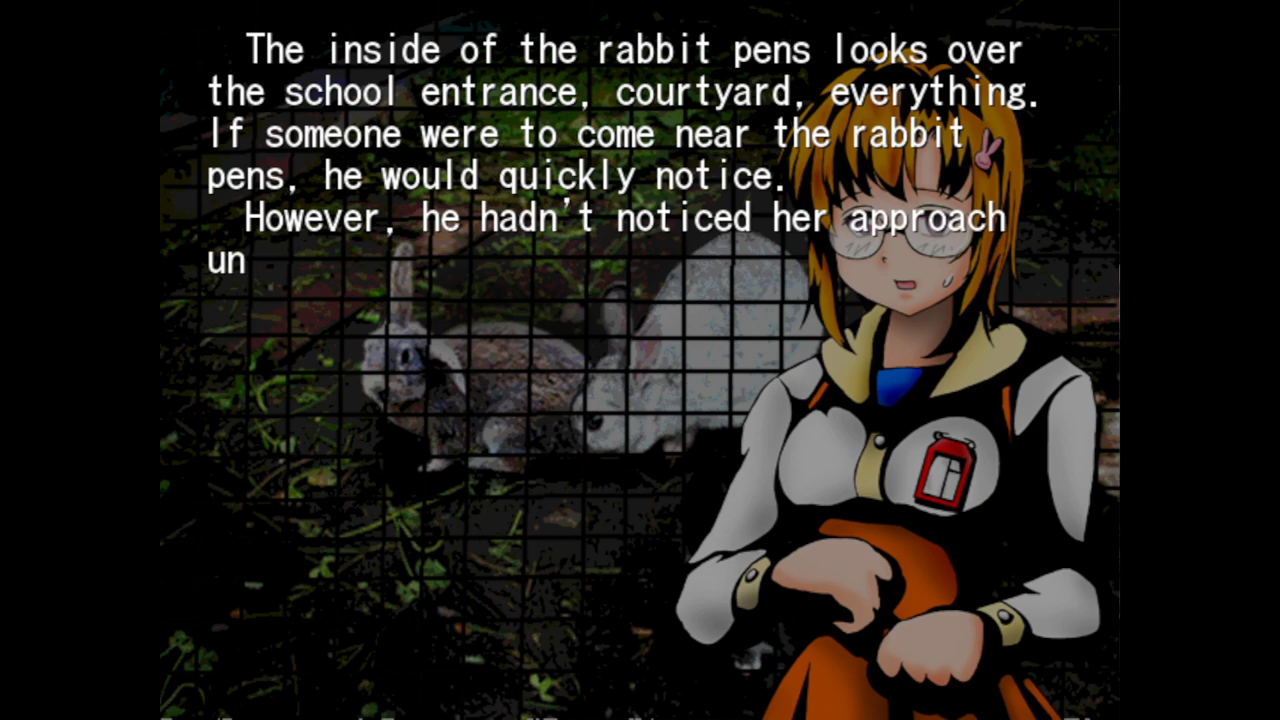 The inside of the rabbit pens looks over
the school entrance, courtyard, everything.
If someone were to come near the rabbit
pens, he would quickly notice.
However, he hadn't noticed her approach
un